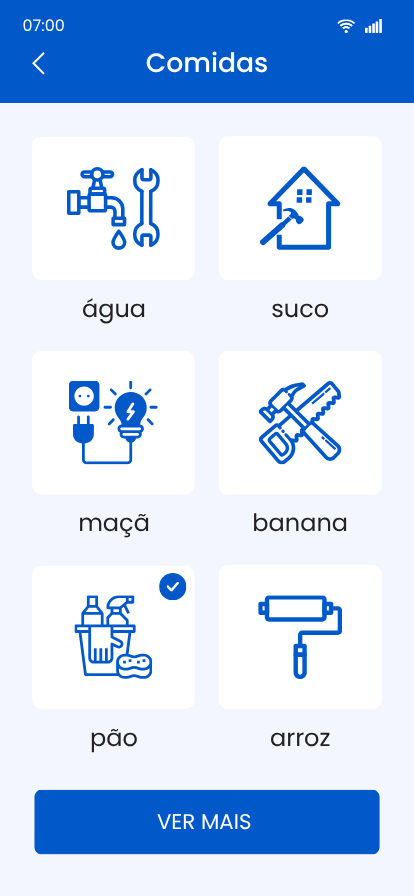 07:00
Comidas
água
suco
maçã
banana
pão
arroz
VER MAIS